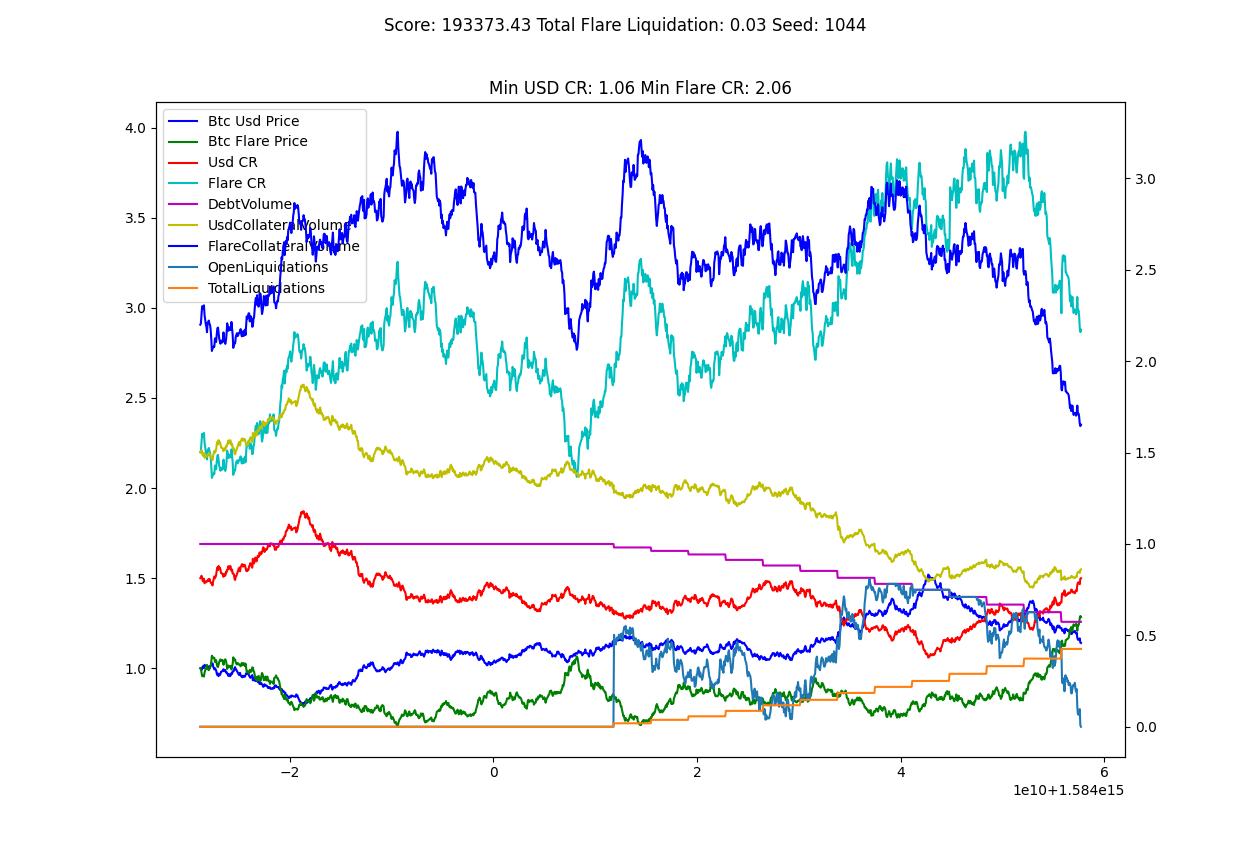 Score: 193373.43 Total Flare Liquidation: 0.03 Seed: 1044
Min USD CR: 1.06 Min Flare CR: 2.06
Btc Usd Price
Btc Flare Price
Usd CR
Flare CR
DebtVolume
UsdCollateralVolume
FlareCollateralVolume
OpenLiquidations
TotalLiquidations
4.0
3.5
3.0
2.5
2.0
1.5
1.0
3.0
2.5
2.0
1.5
1.0
0.5
0.0
−2
0
2
4
6
1e10+1.584e15